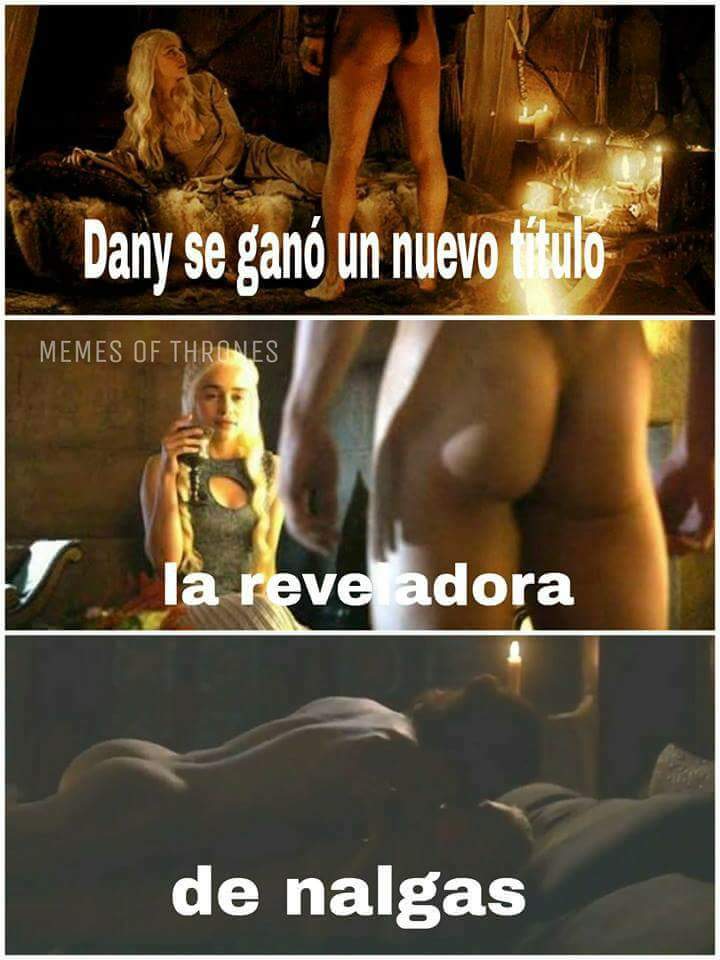 Dany se ganó un nuevo título
MEMES OF THRONES
la reveladora
de nalgas